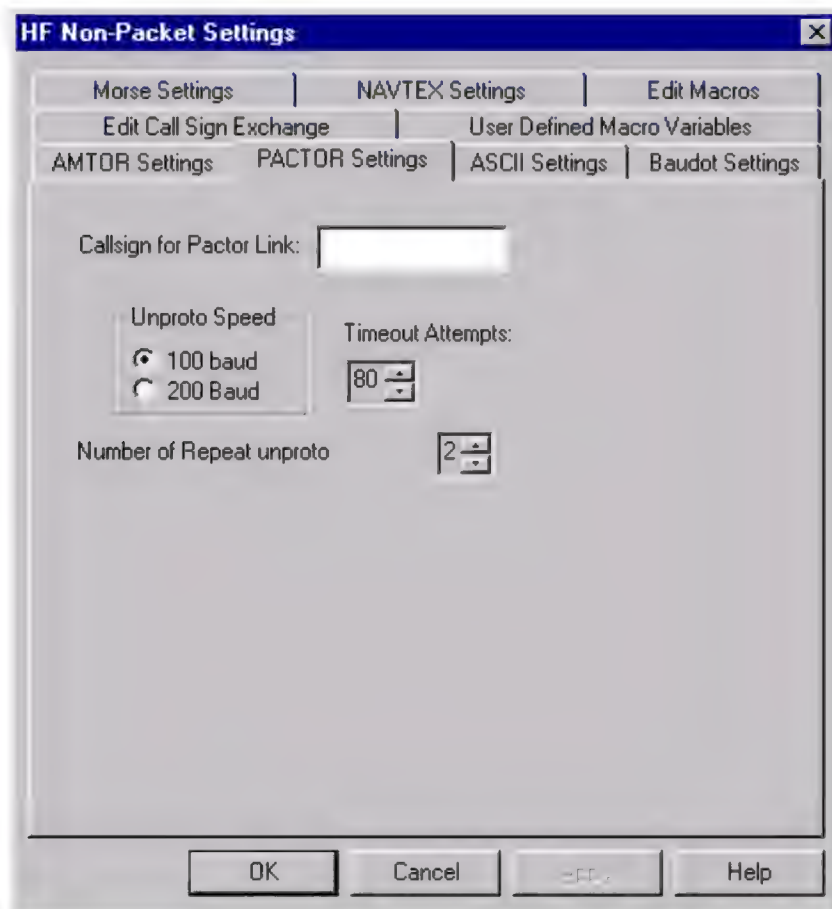 HF Non-Packet Settings
Morse Settings
NAVTEX Settings
Edit Macros
Edit Call Sign Exchange
User Defined Macro Variables
AMTOR Settings
PACTOR Settings
ASCII Settings
Baudot Settings
Callsign for Pactor Link:
Unproto Speed
100 baud
200 Baud
Timeout Attempts:
80
Number of Repeat unproto
2
OK
Cancel
Help